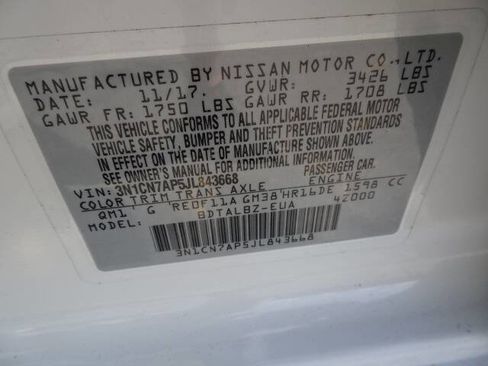 MANUFACTURED BY NISSAN MOTOR CO., LTD.
DATE: 11/17. GVWR: 3426 LBS
GAWR FR: 1750 LBS GAWR RR: 1708 LBS
THIS VEHICLE CONFORMS TO ALL APPLICABLE FEDERAL MOTOR
VEHICLE SAFETY, BUMPER AND THEFT PREVENTION STANDARDS
IN EFFECT ON THE DATE OF MANUFACTURE SHOWN ABOVE.
SEE OWNER'S MANUAL FOR ADDITIONAL INFORMATION.
VIN: 3N1CN7AP5JL843668 PASSENGER CAR.
COLOR TRIM TRANS AXLE ENGINE
QM1 G RE0F11A GM38 HR16DE 1598 CC
MODEL: BDTALBZ-EUA 42000
3N1CN7AP5JL843668